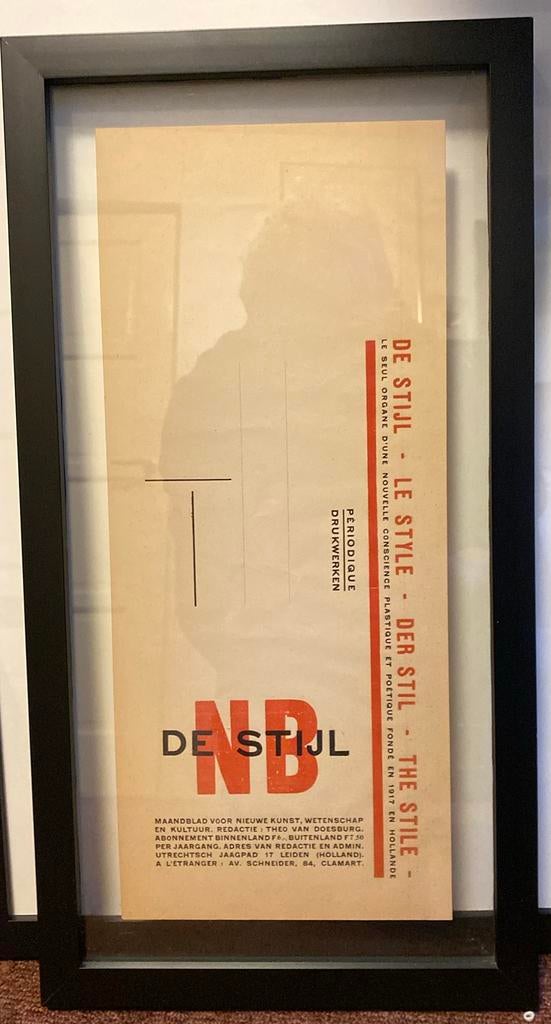 DE STIJL - LE STYLE - DER STIL - THE STILE -
LE SEUL ORGANE D'UNE NOUVELLE CONSCIENCE PLASTIQUE ET POÉTIQUE FONDÉ EN 1917 EN HOLLANDE
PÉRIODIQUE
DRUKWERKEN
NB
DE STIJL
MAANDBLAD VOOR NIEUWE KUNST, WETENSCHAP
EN KULTUUR. REDACTIE: THEO VAN DOESBURG.
ABONNEMENT BINNENLAND F6.-, BUITENLAND F7.50
PER JAARGANG. ADRES VAN REDACTIE EN ADMIN.
UTRECHTSCH JAAGPAD 17 LEIDEN (HOLLAND).
A L'ÉTRANGER: AV. SCHNEIDER, 84, CLAMART.